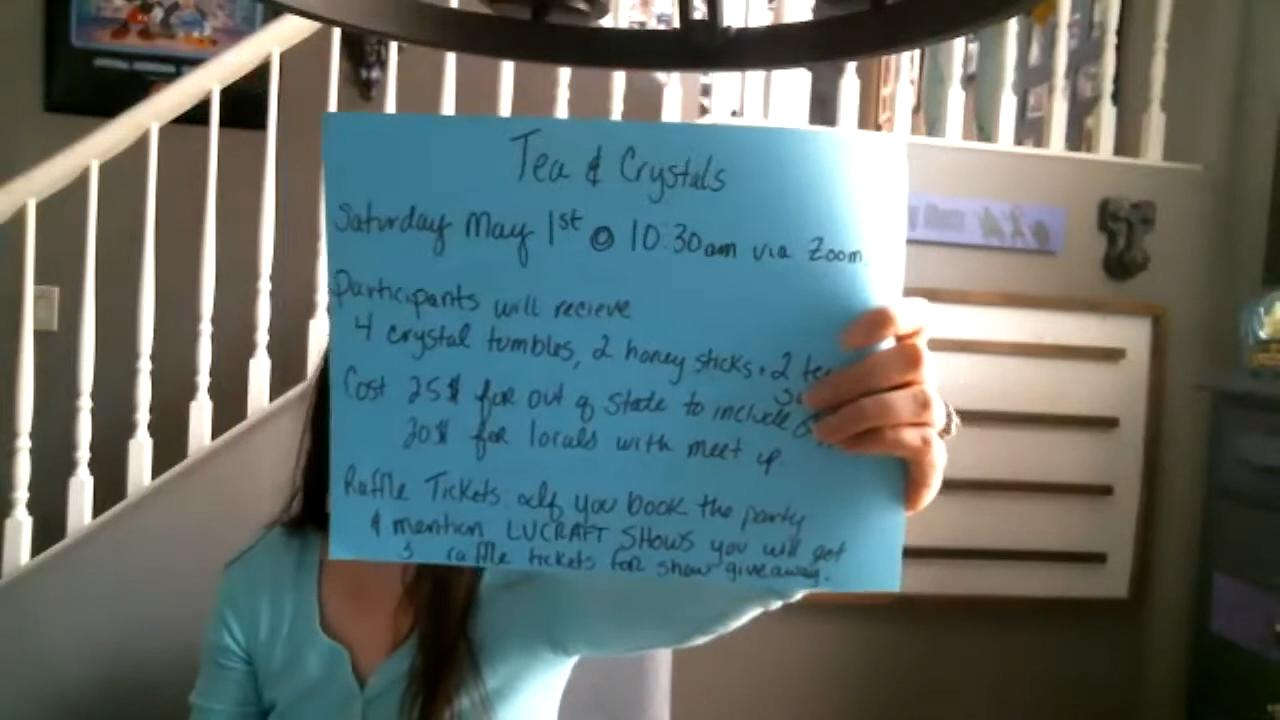 Tea & Crystals
Saturday May 1st @ 10:30am via Zoom
Participants will recieve
4 crystal tumbles, 2 honey sticks + 2
Cost 25$ for out of State to include
20$ for locals with meet up.
Raffle Tickets. If you book the party
& mention LUCRAFT SHOWS you will get
3 raffle tickets for show giveaway.